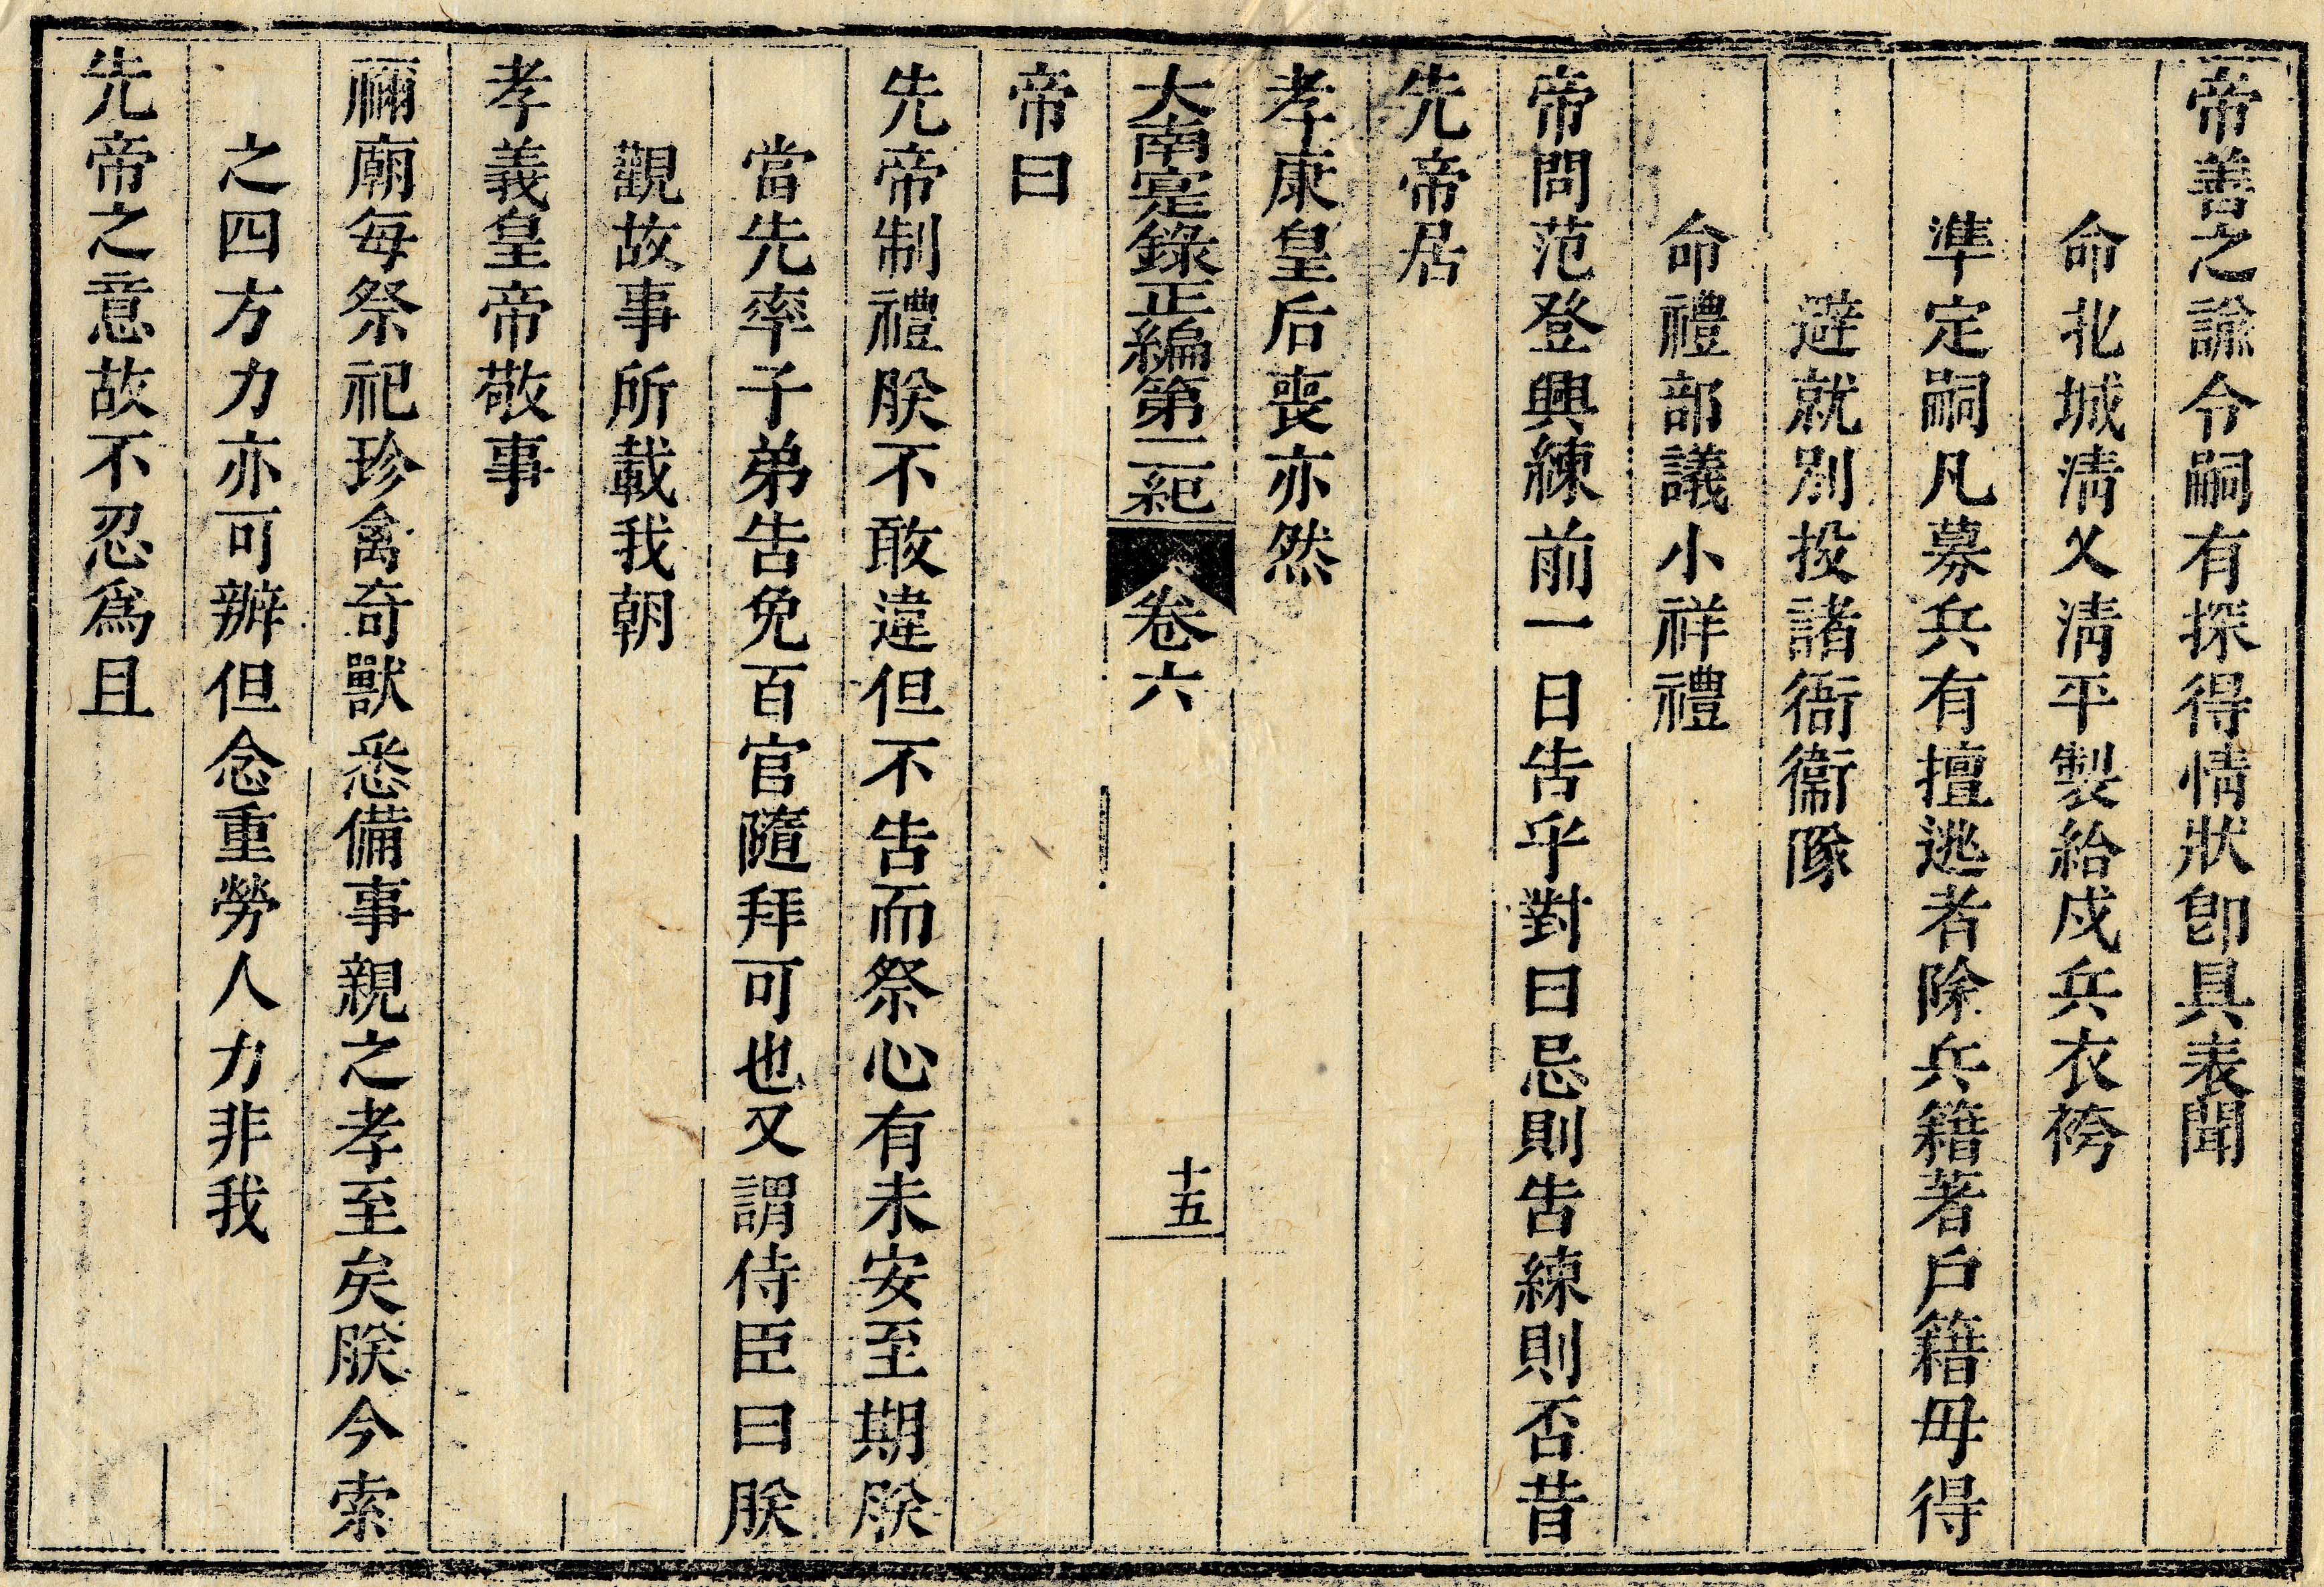 帝善之諭令嗣有探得情狀卽具表聞
命北城淸乂淸平製給戍兵衣袴
準定嗣凡募兵有擅逃者除兵籍著戶籍毋得
避就別投諸衙衞隊
命禮部議小祥禮
帝問范登興練前一日告乎對曰忌則告練則否昔
先帝居
孝康皇后喪亦然
大南寔錄正編第二紀 卷六 十五
帝曰
先帝制禮朕不敢違但不告而祭心有未安至期朕
當先率子弟告免百官隨拜可也又謂侍臣曰朕
觀故事所載我朝
孝義皇帝敬事
禰廟每祭祀珍禽奇獸悉備事親之孝至矣朕今索
之四方力亦可辦但念重勞人力非我
先帝之意故不忍爲且